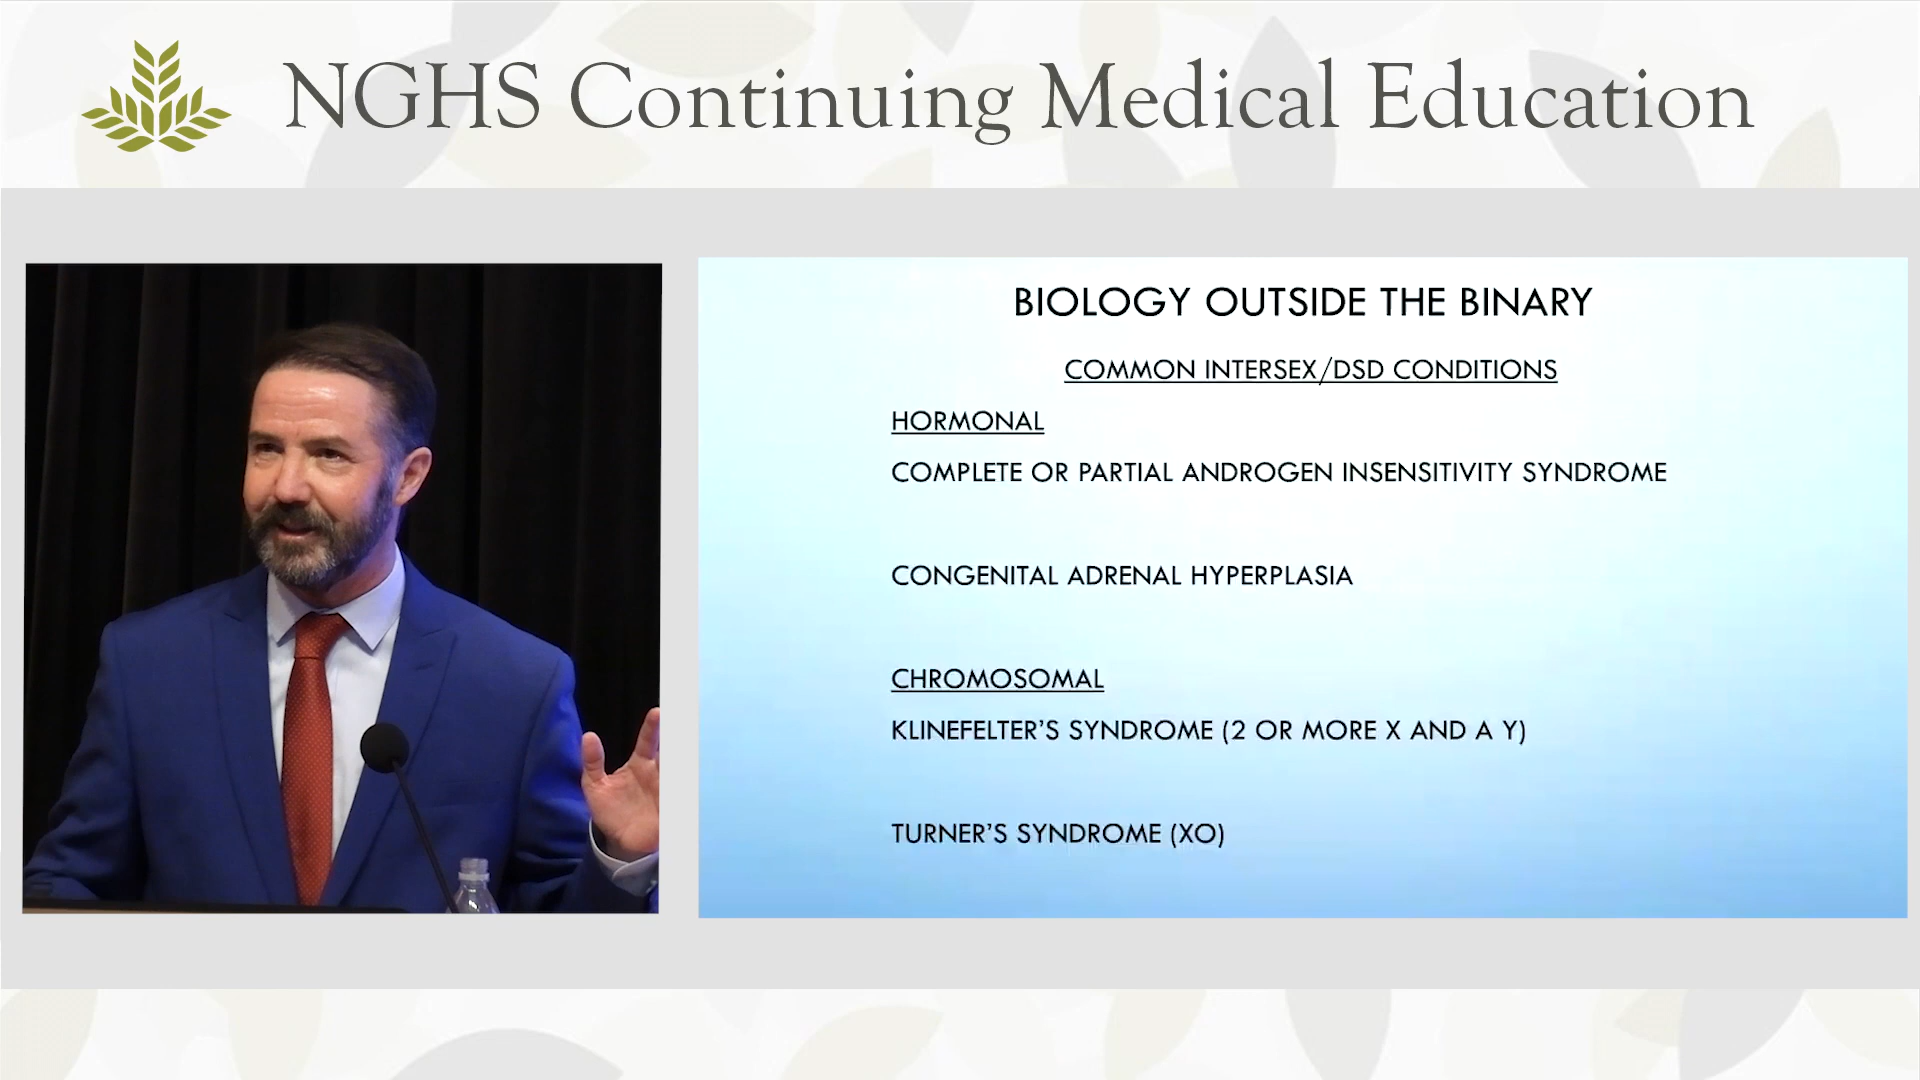 NGHS Continuing Medical Education
BIOLOGY OUTSIDE THE BINARY
COMMON INTERSEX/DSD CONDITIONS
HORMONAL
COMPLETE OR PARTIAL ANDROGEN INSENSITIVITY SYNDROME
CONGENITAL ADRENAL HYPERPLASIA
CHROMOSOMAL
KLINEFELTER’S SYNDROME (2 OR MORE X AND A Y)
TURNER’S SYNDROME (XO)